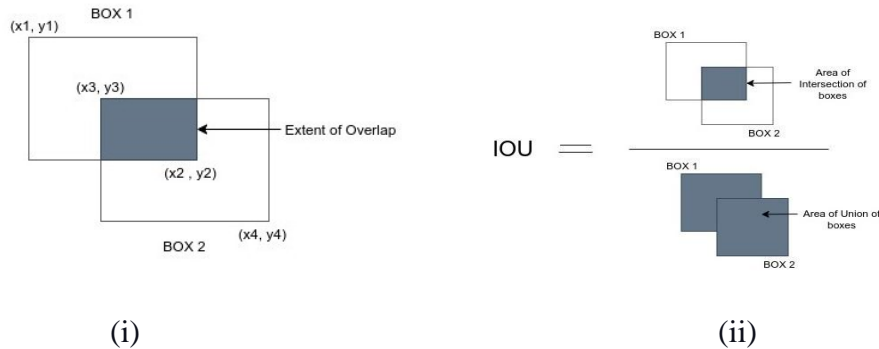 BOX 1
(x1, y1)
(x3, y3)
Extent of Overlap
(x2 , y2)
(x4, y4)
BOX 2
(i)
IOU =
BOX 1
Area of
Intersection of
boxes
BOX 2
BOX 1
Area of Union of
boxes
BOX 2
(ii)